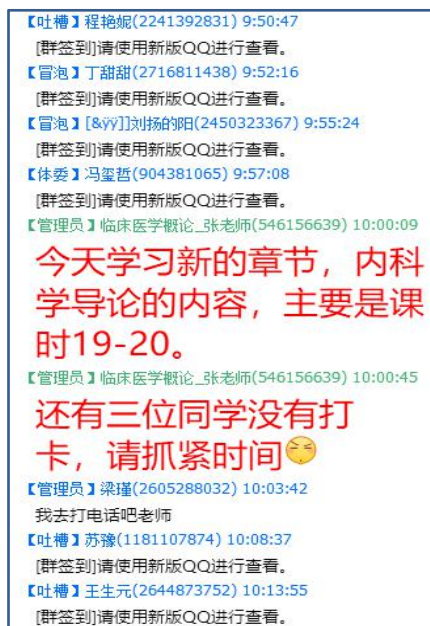 【吐槽】程艳妮(2241392831) 9:50:47
[群签到]请使用新版QQ进行查看。
【冒泡】丁甜甜(2716811438) 9:52:16
[群签到]请使用新版QQ进行查看。
【冒泡】[&ÿÿ]]刘扬的阳(2450323367) 9:55:24
[群签到]请使用新版QQ进行查看。
【体委】冯玺哲(904381065) 9:57:08
[群签到]请使用新版QQ进行查看。
【管理员】临床医学概论_张老师(546156639) 10:00:09
今天学习新的章节，内科
学导论的内容，主要是课
时19-20。
【管理员】临床医学概论_张老师(546156639) 10:00:45
还有三位同学没有打
卡，请抓紧时间
【管理员】梁瑾(2605288032) 10:03:42
我去打电话吧老师
【吐槽】苏豫(1181107874) 10:08:37
[群签到]请使用新版QQ进行查看。
【吐槽】王生元(2644873752) 10:13:55
[群签到]请使用新版QQ进行查看。